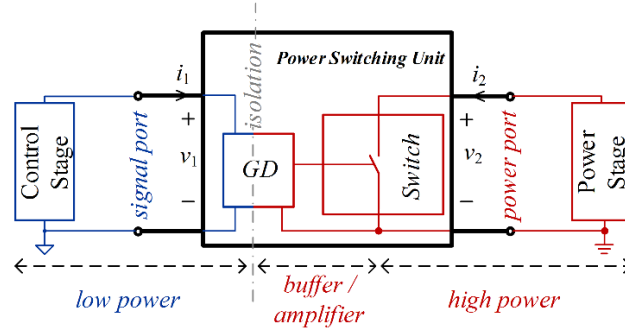 Power Switching Unit
isolation
i1
i2
Control
Stage
signal port
+
v1
−
GD
Switch
+
v2
−
power port
Power
Stage
low power
buffer /
amplifier
high power